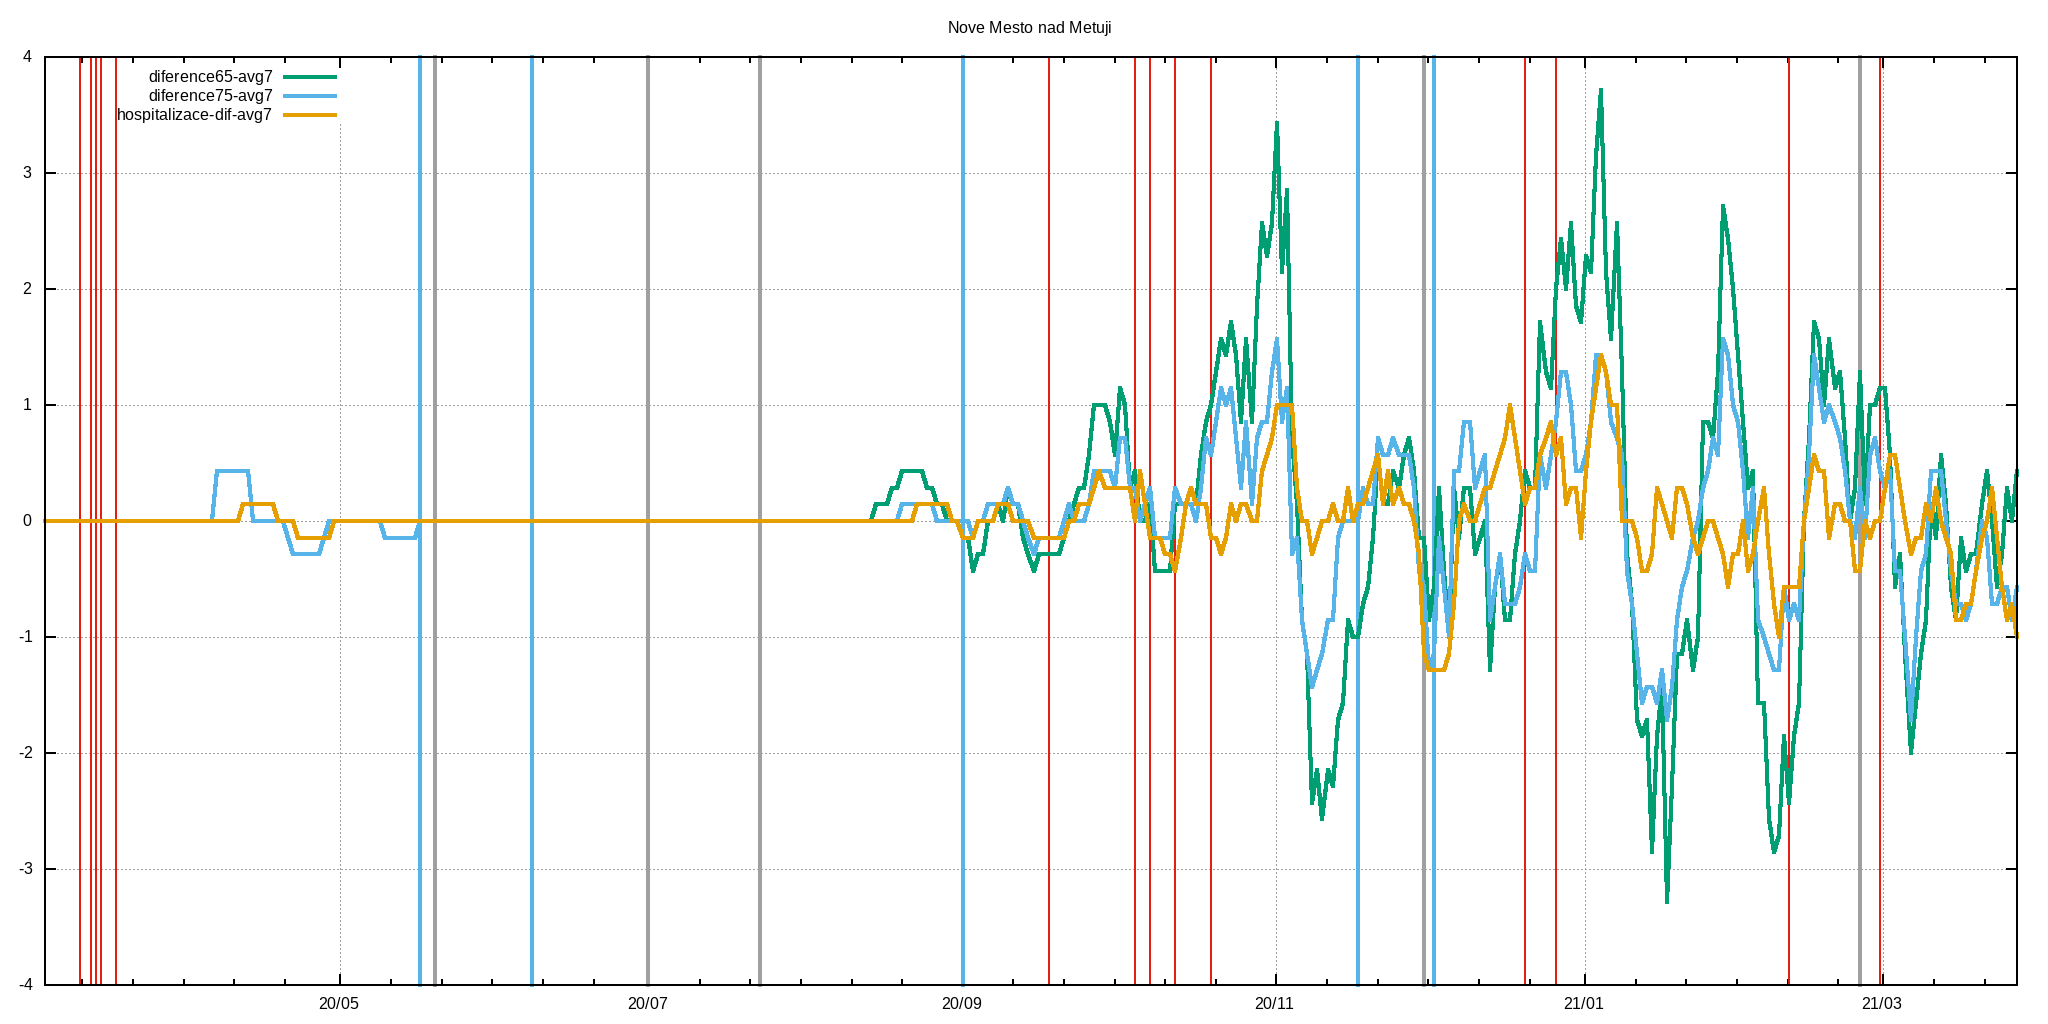 Nove Mesto nad Metuji
4
diference65-avg7
diference75-avg7
hospitalizace-dif-avg7
3
2
1
0
-1
-2
-3
-4
20/05 20/07 20/09 20/11 21/01 21/03